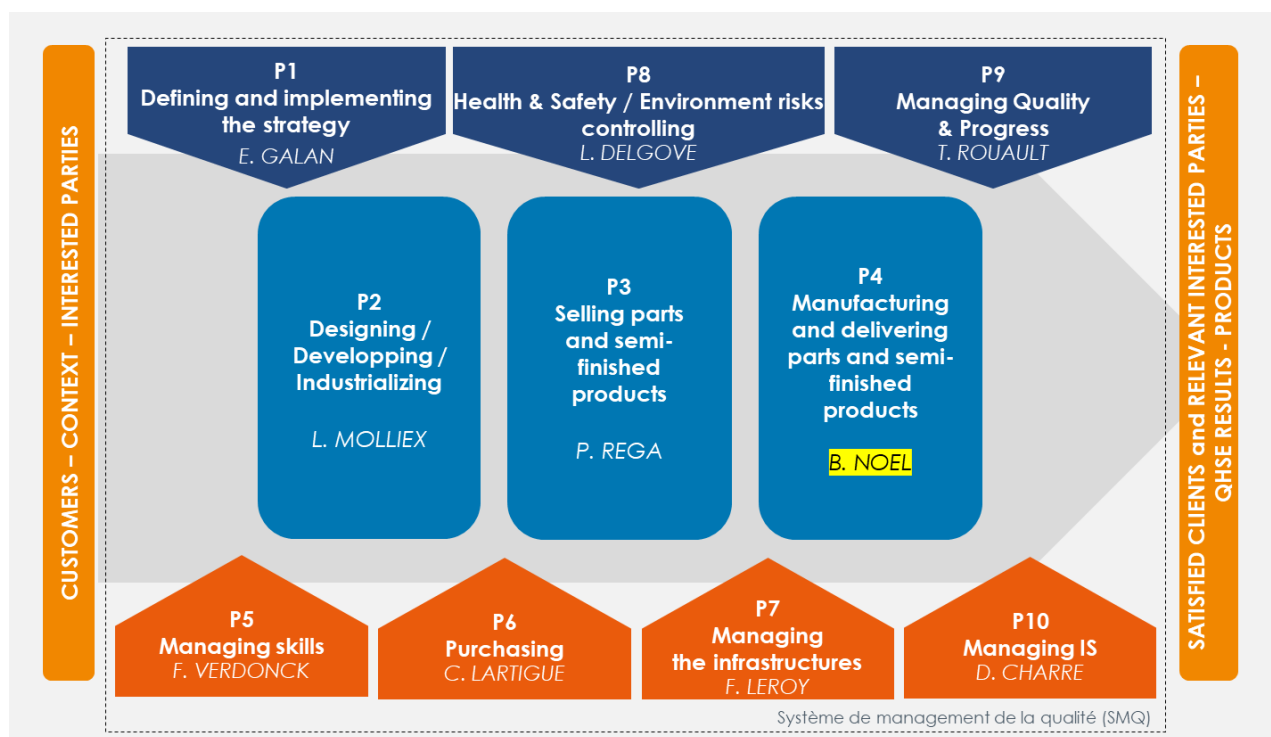 CUSTOMERS – CONTEXT – INTERESTED PARTIES
P1
Defining and implementing
the strategy
E. GALAN
P8
Health & Safety / Environment risks
controlling
L. DELGOVE
P9
Managing Quality
& Progress
T. ROUAULT
P2
Designing /
Developping /
Industrializing
L. MOLLIEX
P3
Selling parts
and semi-
finished
products
P. REGA
P4
Manufacturing
and delivering
parts and semi-
finished
products
B. NOEL
P5
Managing skills
F. VERDONCK
P6
Purchasing
C. LARTIGUE
P7
Managing
the infrastructures
F. LEROY
P10
Managing IS
D. CHARRE
Système de management de la qualité (SMQ)
SATISFIED CLIENTS and RELEVANT INTERESTED PARTIES –
QHSE RESULTS - PRODUCTS